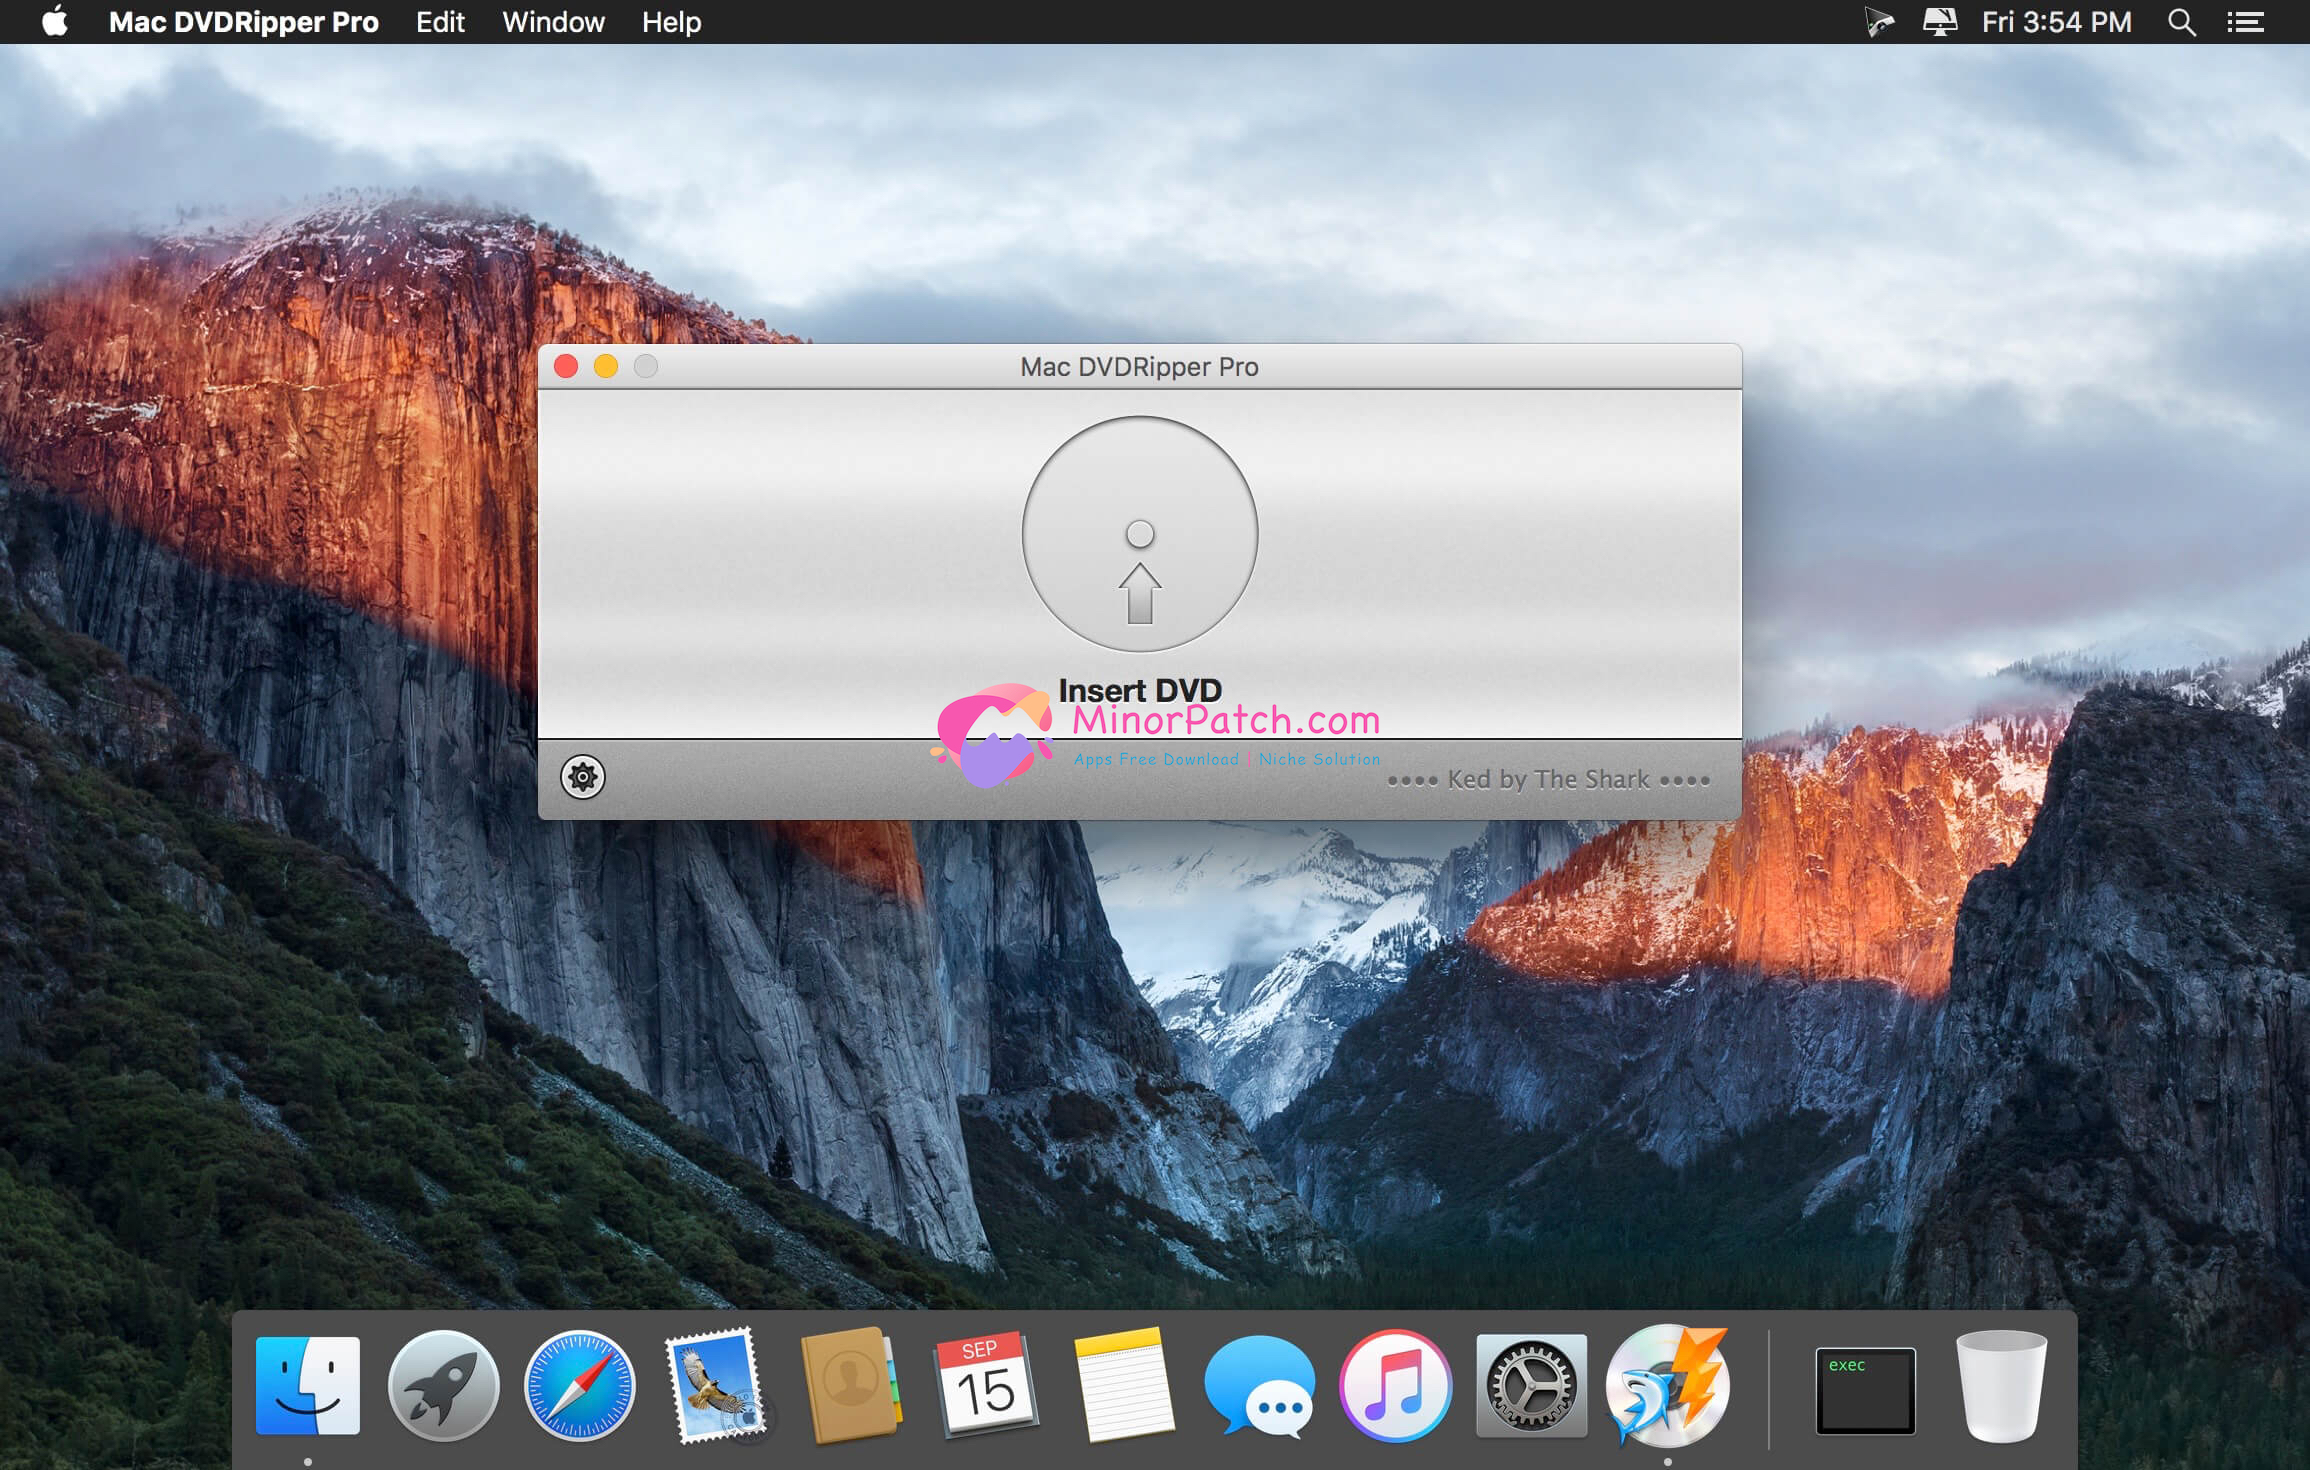 Mac DVDRipper Pro Edit Window Help Fri 3:54 PM
Mac DVDRipper Pro
Insert DVD
MinorPatch.com
Apps Free Download | Niche Solution
•••• Ked by The Shark ••••
SEP
15
exec